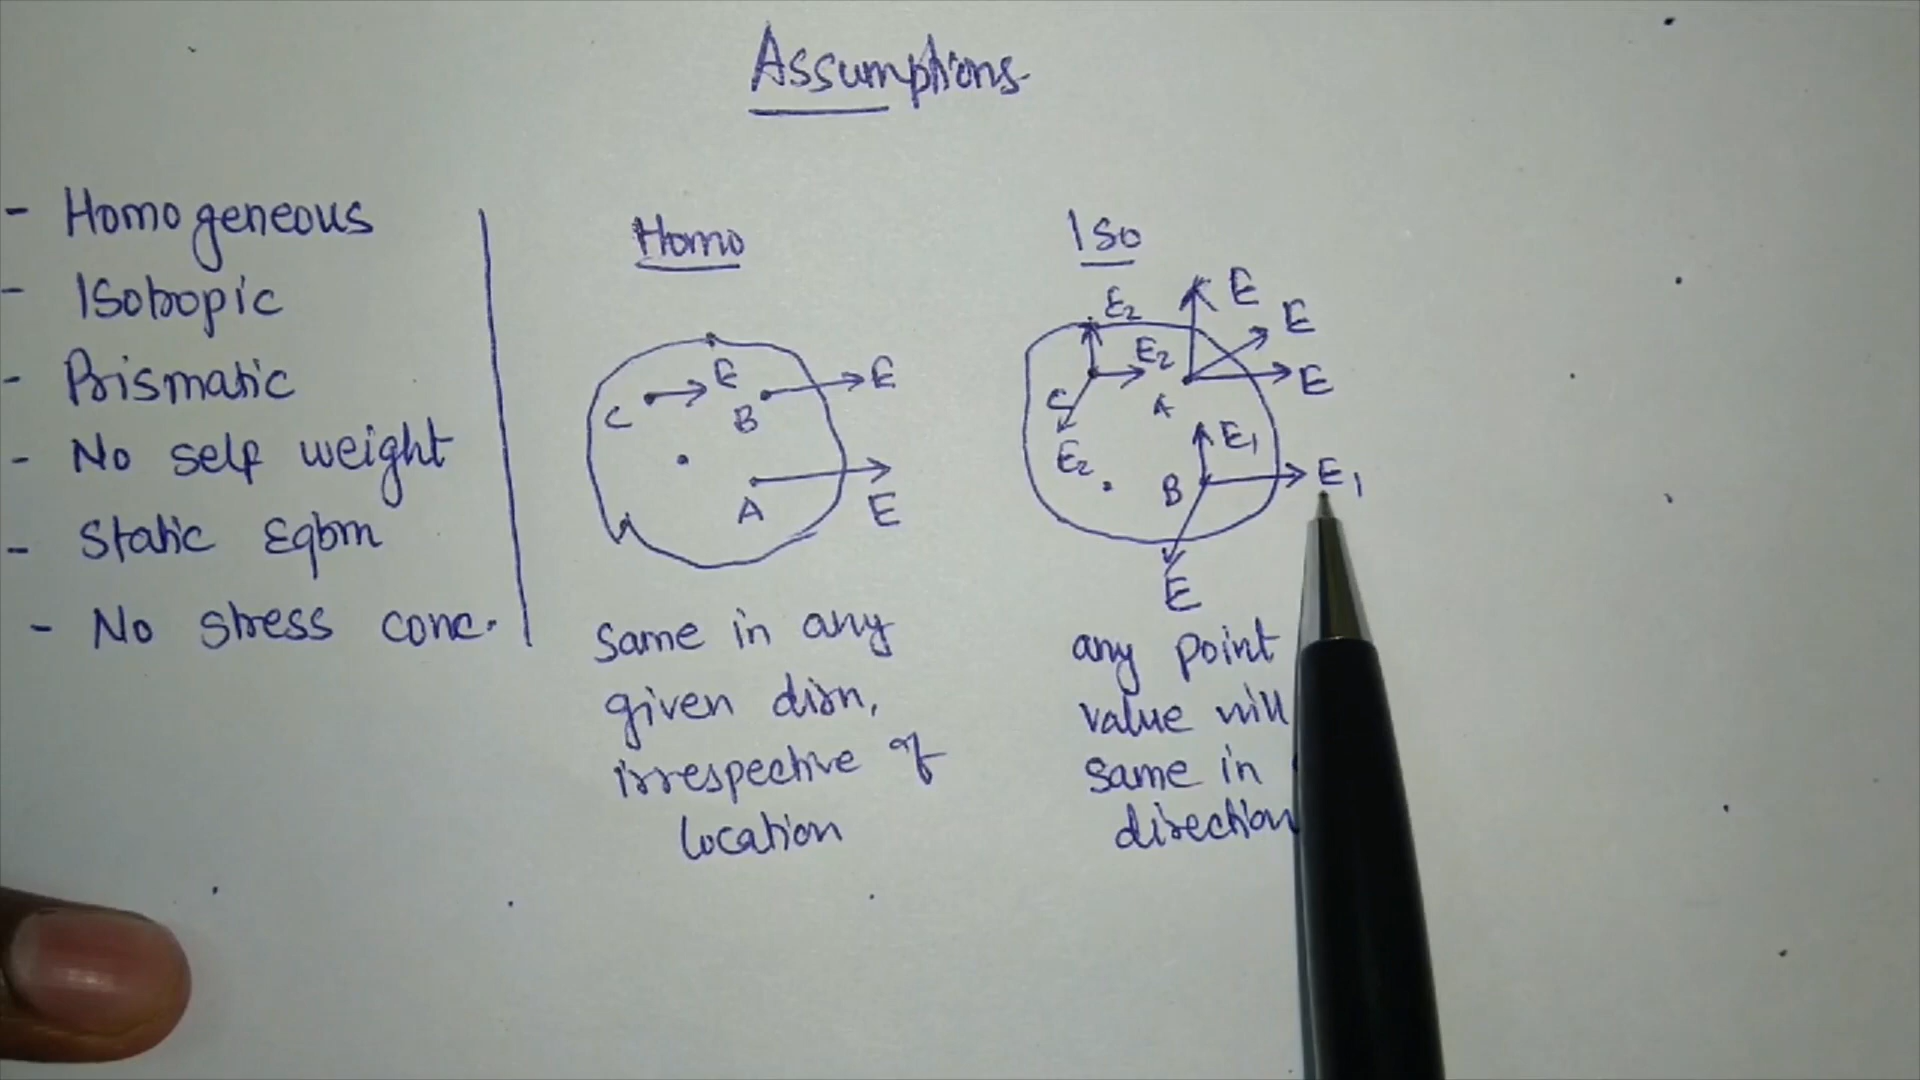 Assumptions
- Homogeneous
- Isotropic
- Prismatic
- No self weight
- Static Eqbm
- No stress conc.
Homo
C E B E
A E
same in any
given dirn,
irrespective of
location
Iso
E2 E E
E2 E
C A
E2 E1
B E1
E
any point
value will
same in
direction